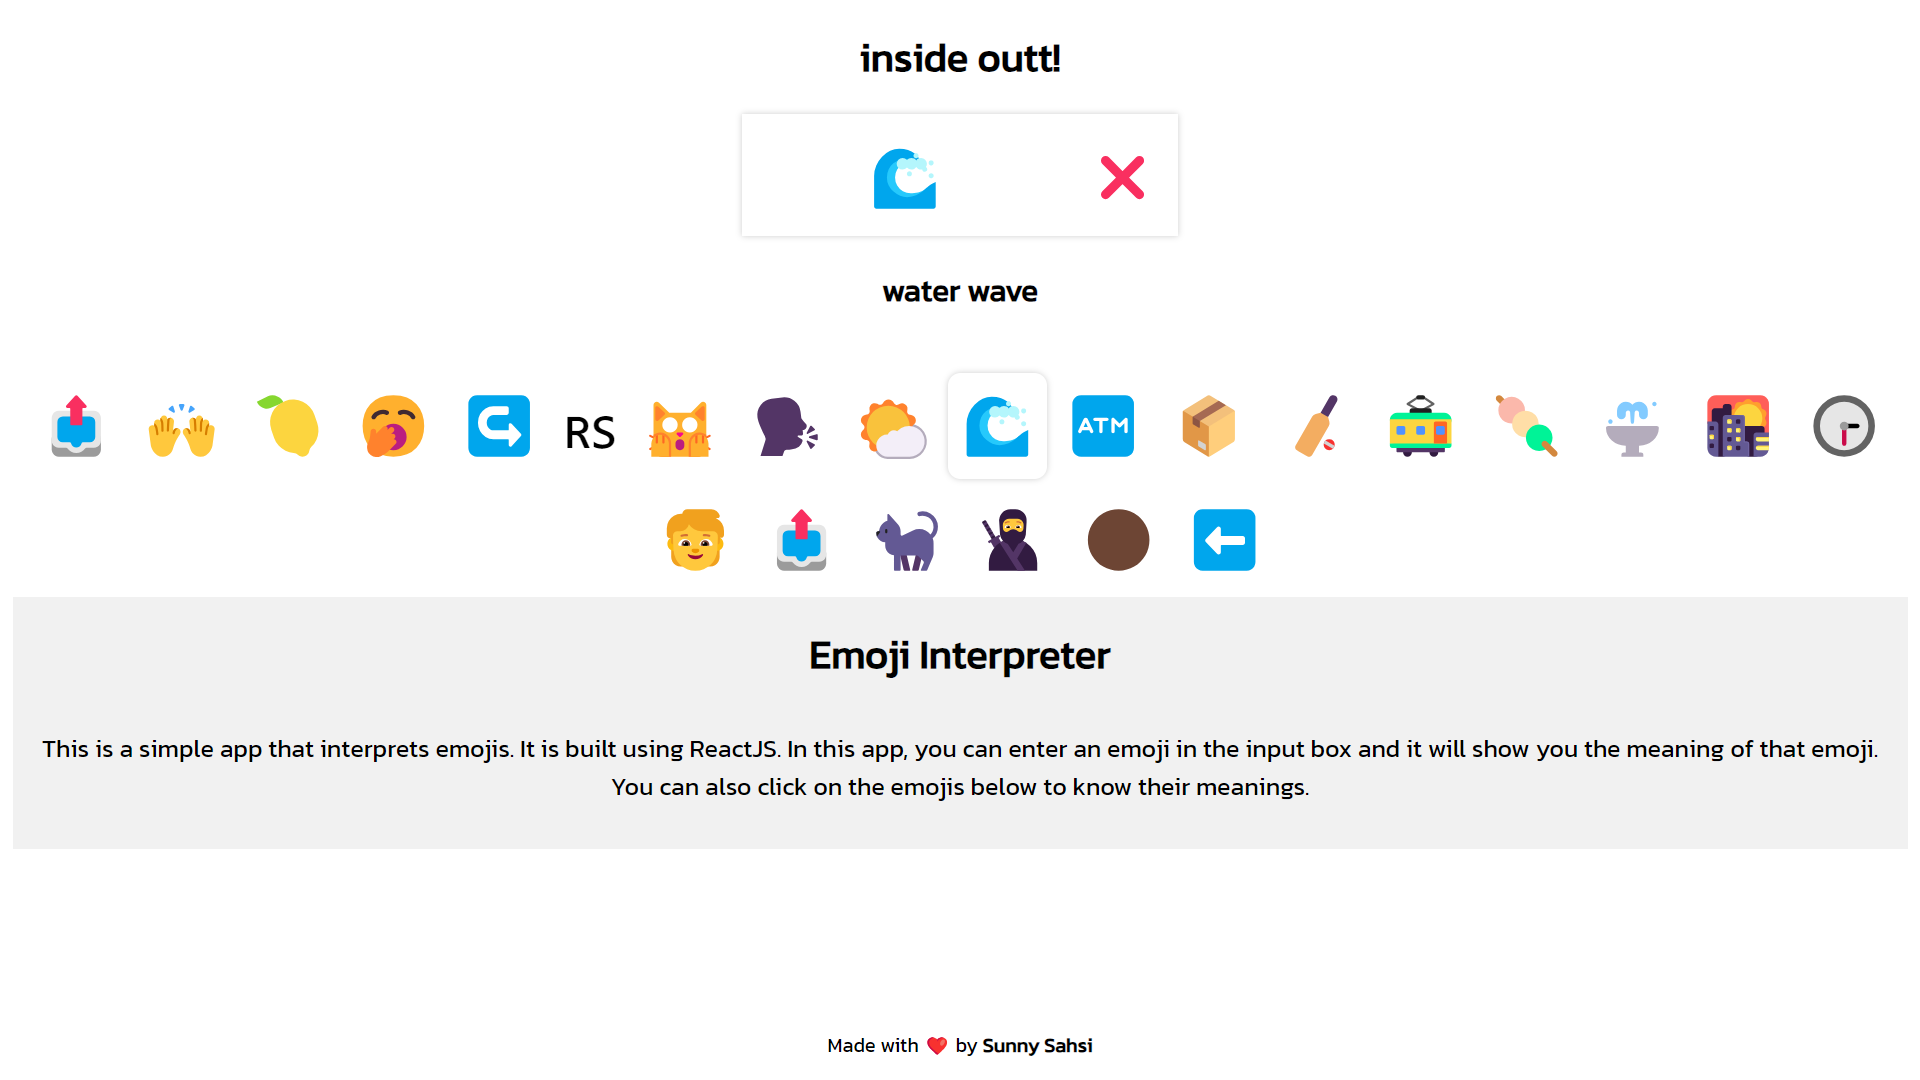 inside outt!
water wave
RS
ATM
Emoji Interpreter
This is a simple app that interprets emojis. It is built using ReactJS. In this app, you can enter an emoji in the input box and it will show you the meaning of that emoji.
You can also click on the emojis below to know their meanings.
Made with ❤️ by Sunny Sahsi